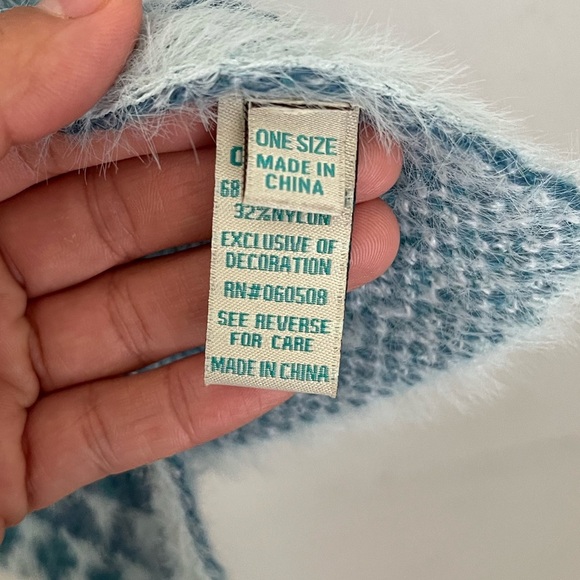 ONE SIZE
MADE IN
CHINA
32% NYLON
EXCLUSIVE OF
DECORATION
RN#060508
SEE REVERSE
FOR CARE
MADE IN CHINA